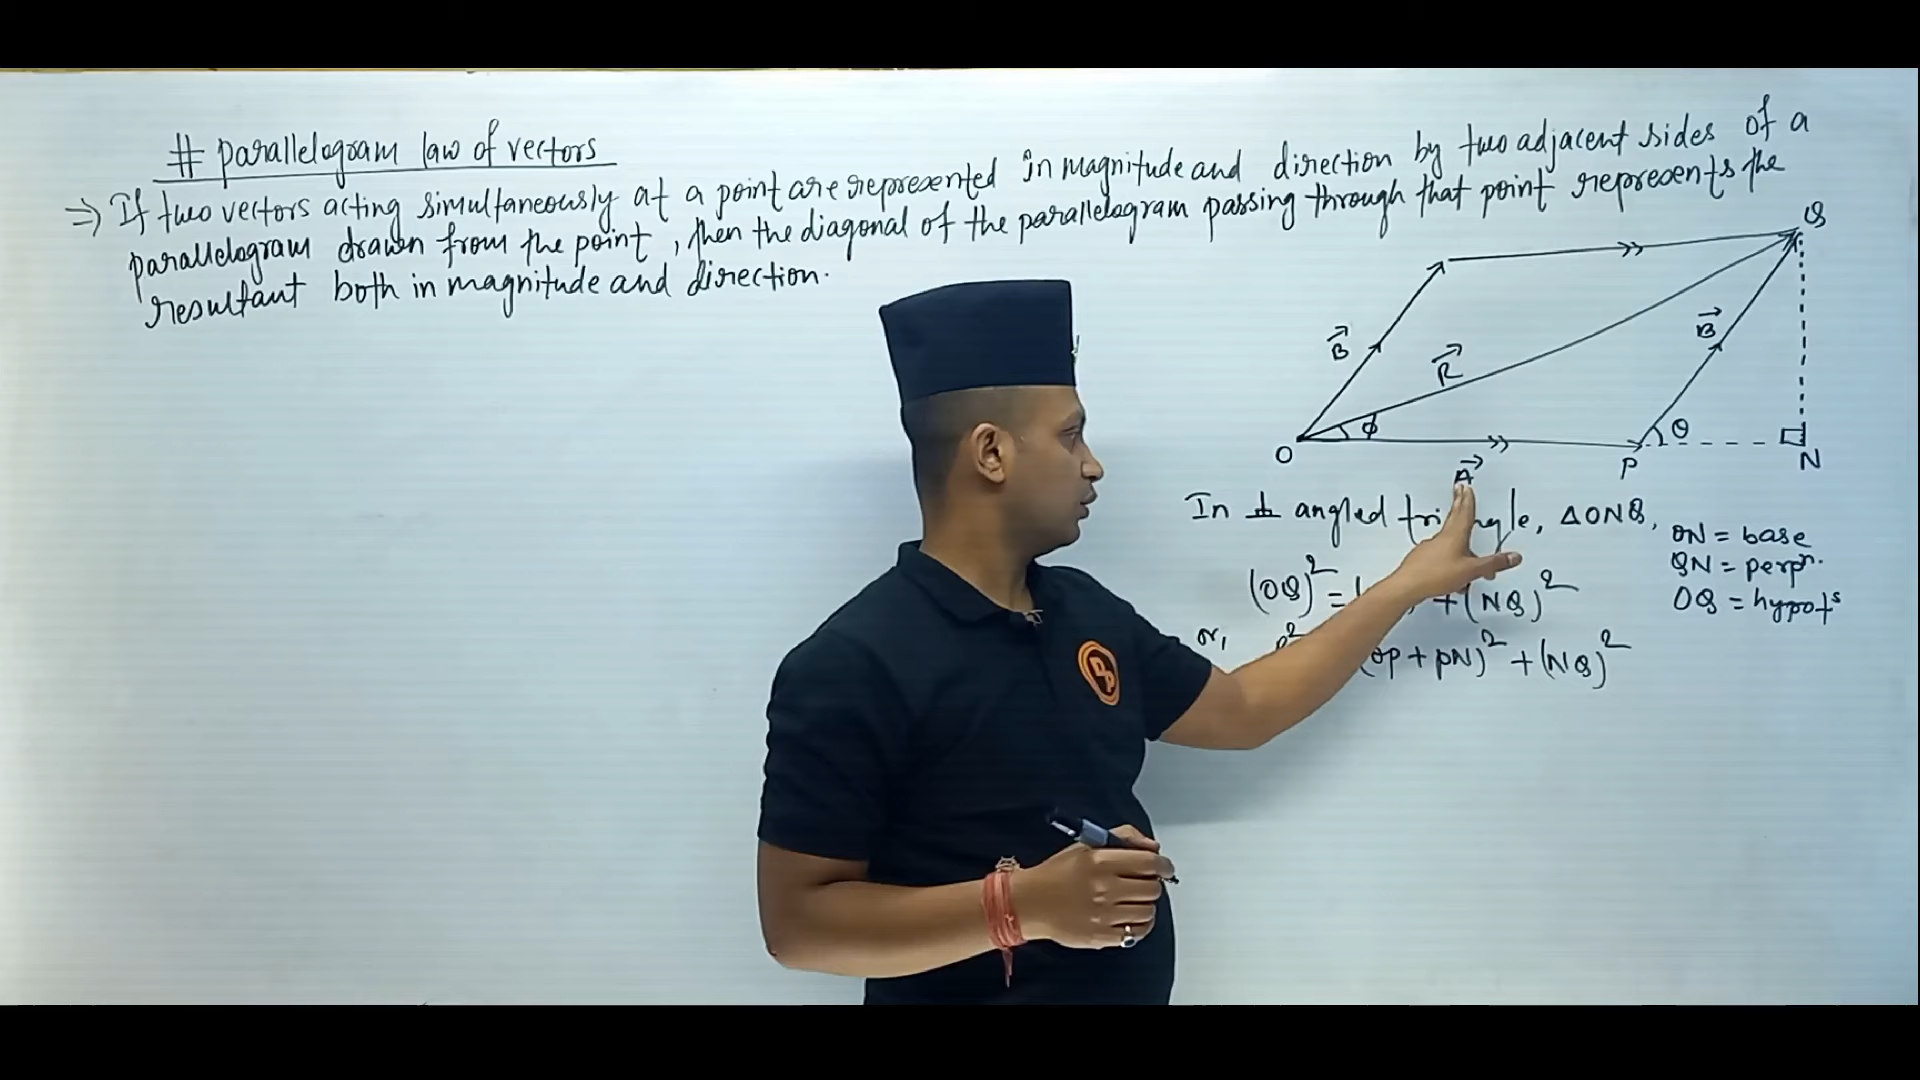 # parallelogram law of vectors
⇒ If two vectors acting simultaneously at a point are represented in magnitude and direction by two adjacent sides of a
parallelogram drawn from the point, then the diagonal of the parallelogram passing through that point represents the
resultant both in magnitude and direction.
Q
B⃗
R⃗
B⃗
ϕ
θ
O
P
N
A⃗
In ⊥ angled triangle, ΔONQ,
ON = base
QN = perpⁿ.
OQ = hypotˢ
(OQ)² = + (NQ)²
or, R² (OP + PN)² + (NQ)²
DP